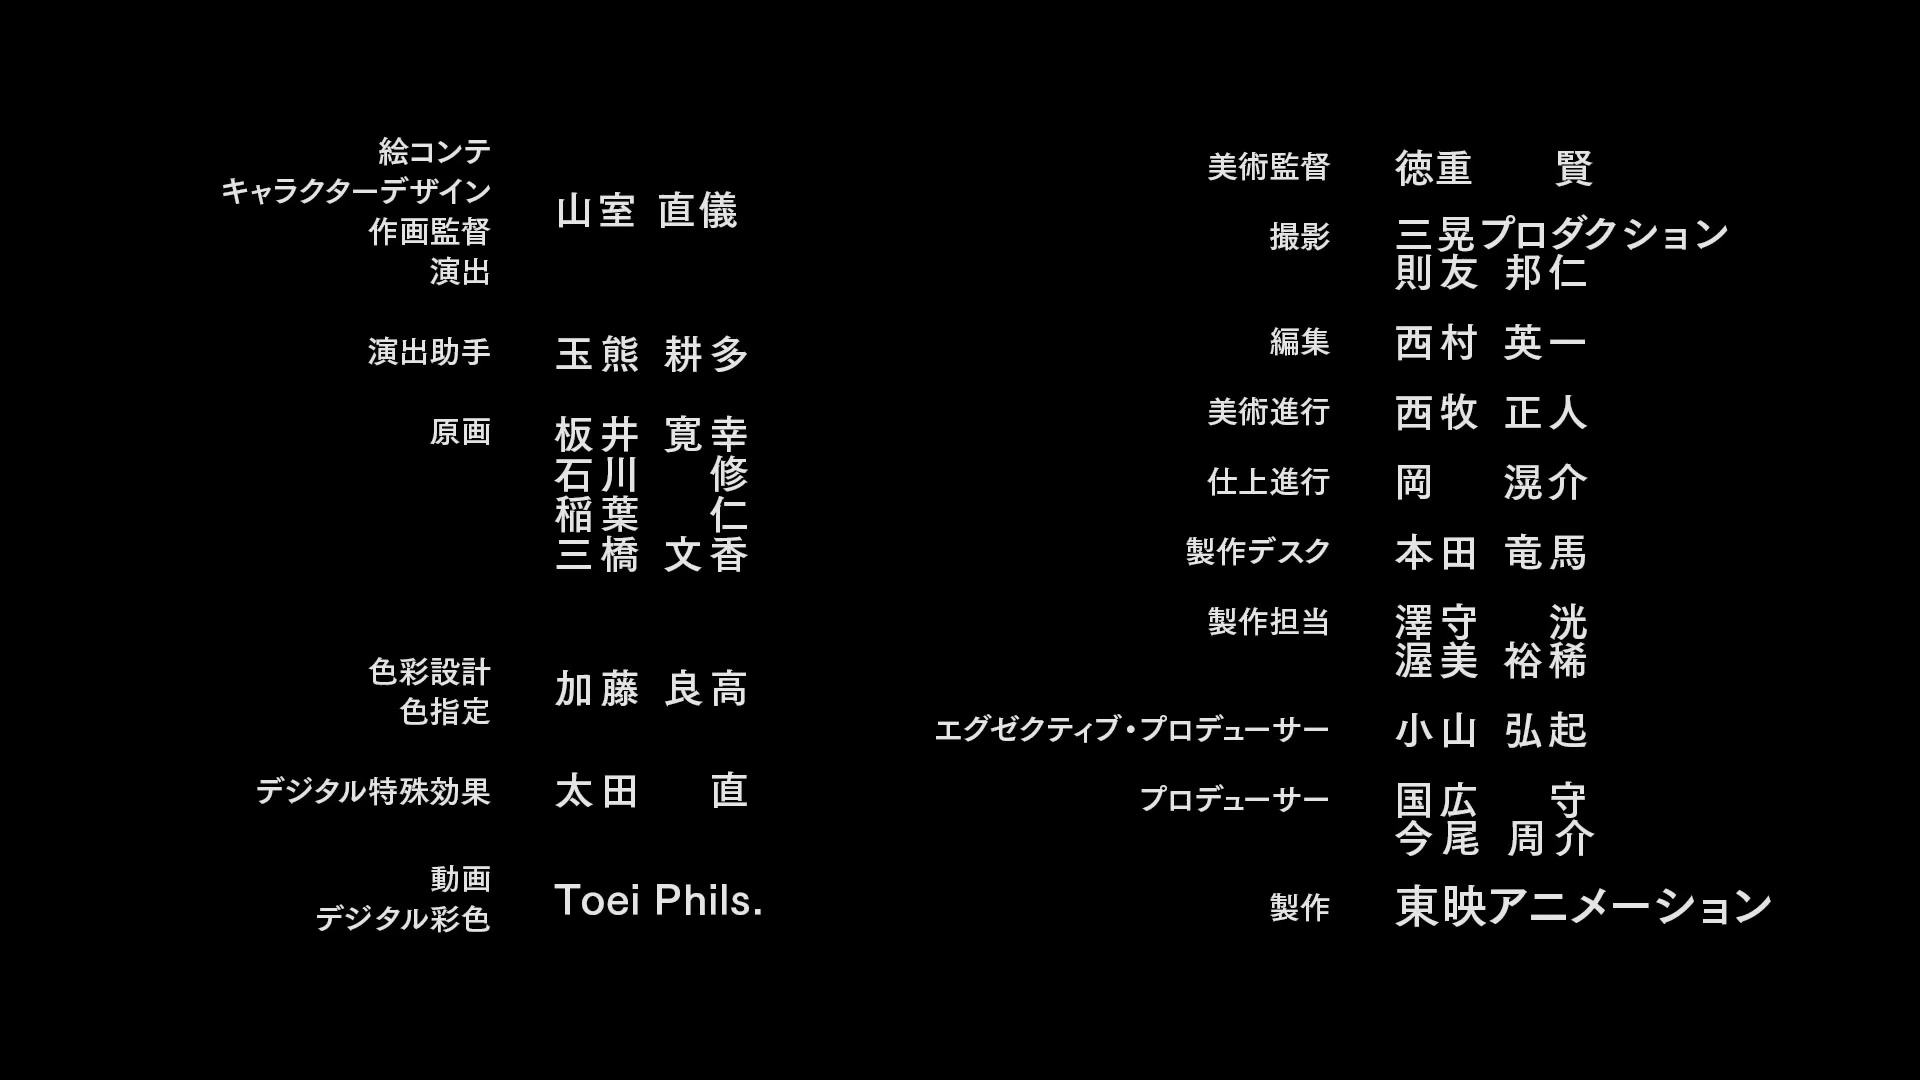 絵コンテ
キャラクターデザイン
作画監督
演出
山室 直儀
演出助手 玉熊 耕多
原画 板井 寛幸
石川 修
稲葉 仁
三橋 文香
色彩設計
色指定
加藤 良高
デジタル特殊効果 太田 直
動画
デジタル彩色
Toei Phils.
美術監督 徳重 賢
撮影 三晃プロダクション
則友 邦仁
編集 西村 英一
美術進行 西牧 正人
仕上進行 岡 滉介
製作デスク 本田 竜馬
製作担当 澤守 洸
渥美 裕稀
エグゼクティブ・プロデューサー 小山 弘起
プロデューサー 国広 守
今尾 周介
製作 東映アニメーション